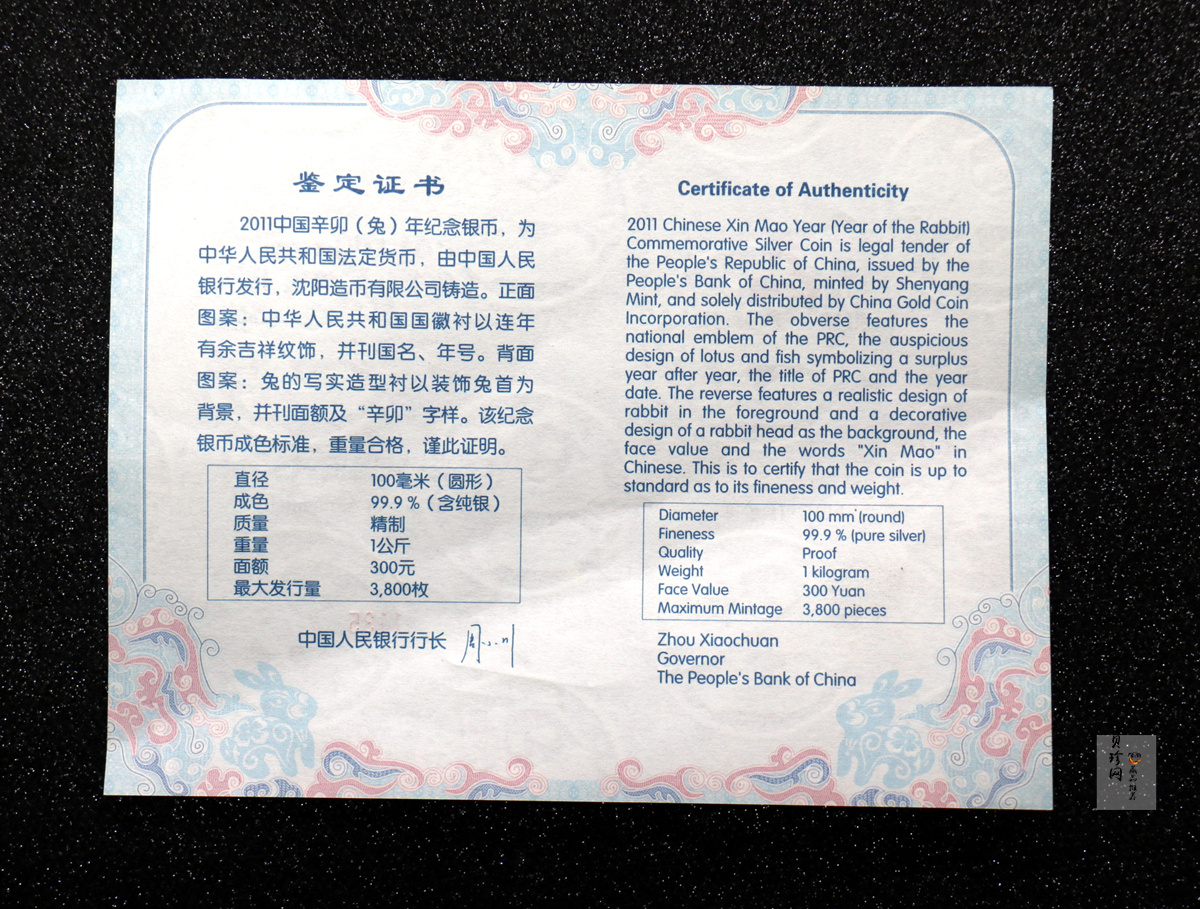 鉴定证书
2011中国辛卯（兔）年纪念银币，为
中华人民共和国法定货币，由中国人民
银行发行，沈阳造币有限公司铸造。正面
图案：中华人民共和国国徽衬以连年
有余吉祥纹饰，并刊国名、年号。背面
图案：兔的写实造型衬以装饰兔首为
背景，并刊面额及“辛卯”字样。该纪念
银币成色标准，重量合格，谨此证明。
直径 100毫米（圆形）
成色 99.9 %（含纯银）
质量 精制
重量 1公斤
面额 300元
最大发行量 3,800枚
中国人民银行行长
Certificate of Authenticity
2011 Chinese Xin Mao Year (Year of the Rabbit)
Commemorative Silver Coin is legal tender of
the People's Republic of China, issued by the
People's Bank of China, minted by Shenyang
Mint, and solely distributed by China Gold Coin
Incorporation. The obverse features the
national emblem of the PRC, the auspicious
design of lotus and fish symbolizing a surplus
year after year, the title of PRC and the year
date. The reverse features a realistic design of
rabbit in the foreground and a decorative
design of a rabbit head as the background, the
face value and the words "Xin Mao" in
Chinese. This is to certify that the coin is up to
standard as to its fineness and weight.
Diameter 100 mm (round)
Fineness 99.9 % (pure silver)
Quality Proof
Weight 1 kilogram
Face Value 300 Yuan
Maximum Mintage 3,800 pieces
Zhou Xiaochuan
Governor
The People's Bank of China